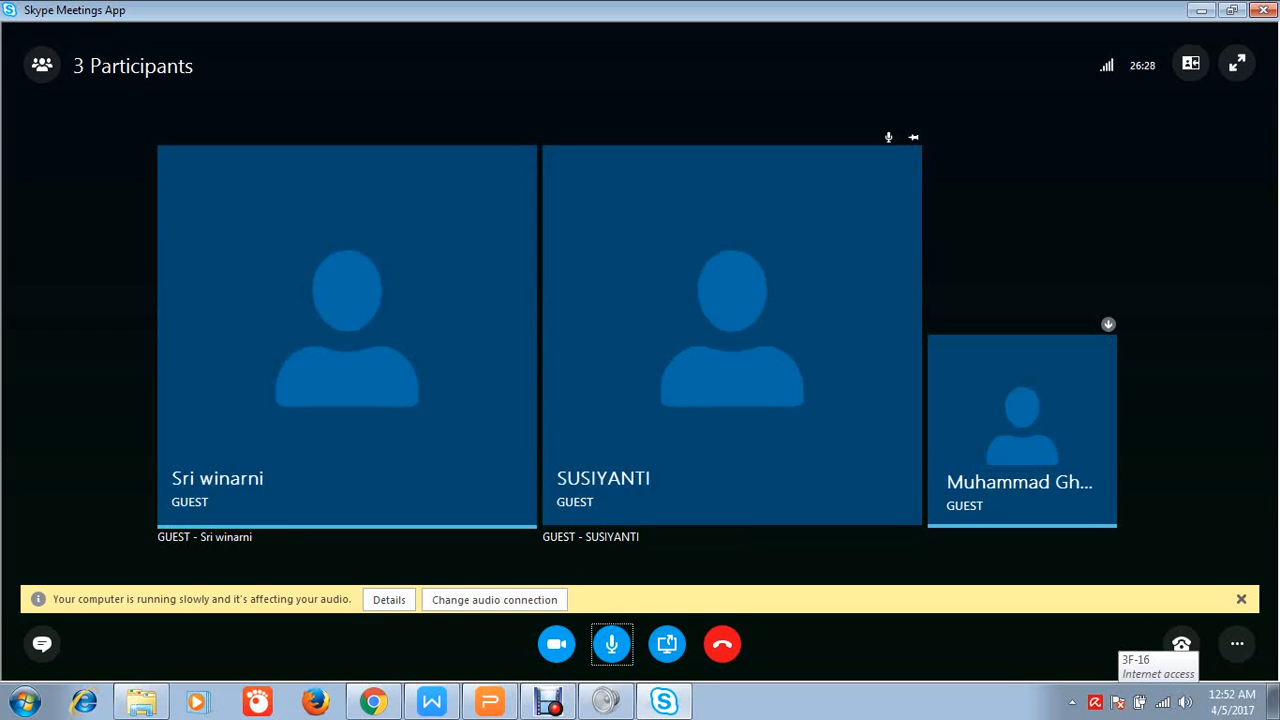 Skype Meetings App
3 Participants
26:28
Sri winarni
GUEST
GUEST - Sri winarni
SUSIYANTI
GUEST
GUEST - SUSIYANTI
Muhammad Gh...
GUEST
Your computer is running slowly and it's affecting your audio.
Details
Change audio connection
3F-16
Internet access
12:52 AM
4/5/2017